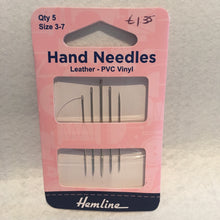 Qty 5
Size 3-7
£1.35
Hand Needles
Leather - PVC Vinyl
Hemline